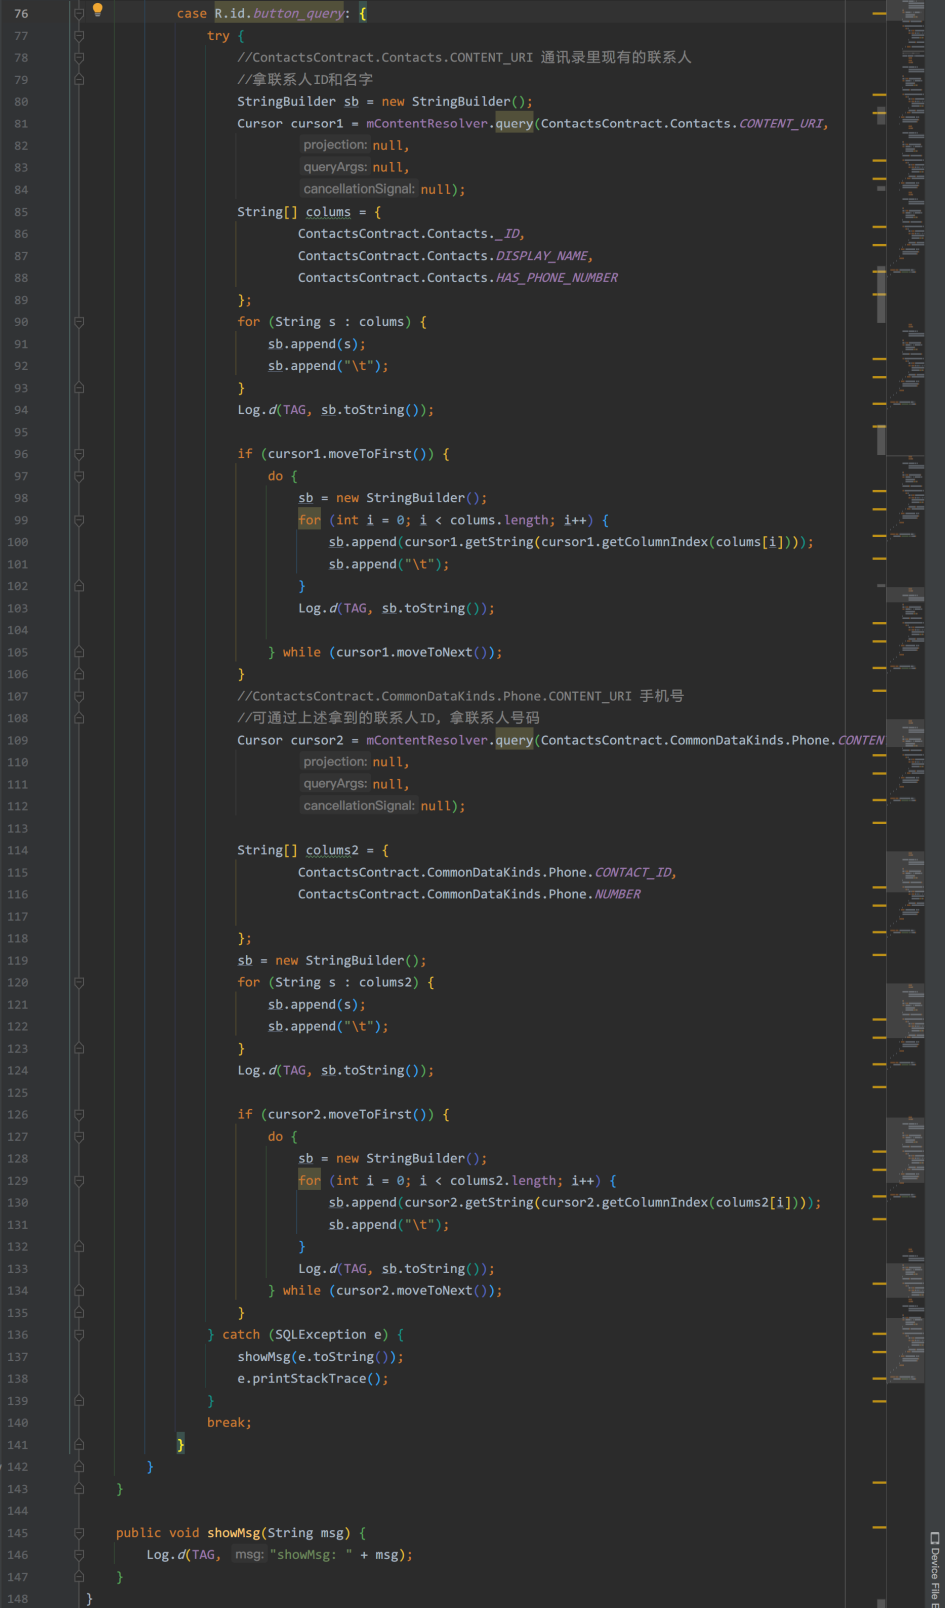 76 case R.id.button_query: {
77 try {
78 //ContactsContract.Contacts.CONTENT_URI 通讯录里现有的联系人
79 //拿联系人ID和名字
80 StringBuilder sb = new StringBuilder();
81 Cursor cursor1 = mContentResolver.query(ContactsContract.Contacts.CONTENT_URI,
82 projection: null,
83 queryArgs: null,
84 cancellationSignal: null);
85 String[] colums = {
86 ContactsContract.Contacts._ID,
87 ContactsContract.Contacts.DISPLAY_NAME,
88 ContactsContract.Contacts.HAS_PHONE_NUMBER
89 };
90 for (String s : colums) {
91 sb.append(s);
92 sb.append("\t");
93 }
94 Log.d(TAG, sb.toString());
95
96 if (cursor1.moveToFirst()) {
97 do {
98 sb = new StringBuilder();
99 for (int i = 0; i < colums.length; i++) {
100 sb.append(cursor1.getString(cursor1.getColumnIndex(colums[i])));
101 sb.append("\t");
102 }
103 Log.d(TAG, sb.toString());
104
105 } while (cursor1.moveToNext());
106 }
107 //ContactsContract.CommonDataKinds.Phone.CONTENT_URI 手机号
108 //可通过上述拿到的联系人ID，拿联系人号码
109 Cursor cursor2 = mContentResolver.query(ContactsContract.CommonDataKinds.Phone.CONTEN
110 projection: null,
111 queryArgs: null,
112 cancellationSignal: null);
113
114 String[] colums2 = {
115 ContactsContract.CommonDataKinds.Phone.CONTACT_ID,
116 ContactsContract.CommonDataKinds.Phone.NUMBER
117
118 };
119 sb = new StringBuilder();
120 for (String s : colums2) {
121 sb.append(s);
122 sb.append("\t");
123 }
124 Log.d(TAG, sb.toString());
125
126 if (cursor2.moveToFirst()) {
127 do {
128 sb = new StringBuilder();
129 for (int i = 0; i < colums2.length; i++) {
130 sb.append(cursor2.getString(cursor2.getColumnIndex(colums2[i])));
131 sb.append("\t");
132 }
133 Log.d(TAG, sb.toString());
134 } while (cursor2.moveToNext());
135 }
136 } catch (SQLException e) {
137 showMsg(e.toString());
138 e.printStackTrace();
139 }
140 break;
141 }
142 }
143 }
144
145 public void showMsg(String msg) {
146 Log.d(TAG, msg: "showMsg: " + msg);
147 }
148 }
Device File E